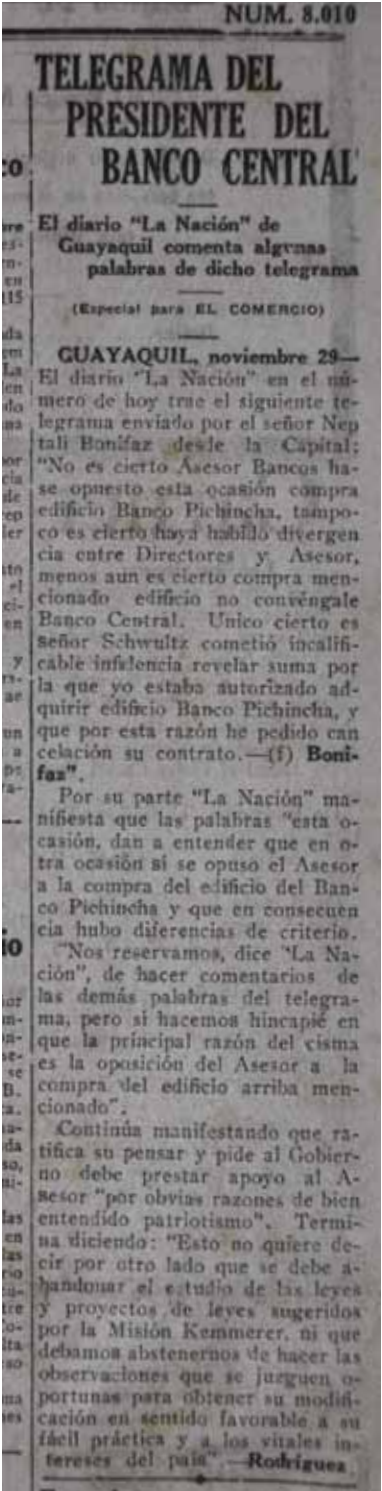 NUM. 8.010
TELEGRAMA DEL
PRESIDENTE DEL
BANCO CENTRAL
El diario "La Nación" de
Guayaquil comenta algunas
palabras de dicho telegrama
(Especial para EL COMERCIO)
GUAYAQUIL, noviembre 29—
El diario "La Nación" en el nú-
mero de hoy trae el siguiente te-
legrama enviado por el señor Nep
tali Bonifaz desde la Capital:
"No es cierto Asesor Bancos ha-
se opuesto esta ocasión compra
edificio Banco Pichincha, tampo-
co es cierto haya habido divergen
cia entre Directores y Asesor,
menos aun es cierto compra men-
cionado edificio no convéngale
Banco Central. Unico cierto es
señor Schwultz cometió incalifi-
cable infidencia revelar suma por
la que yo estaba autorizado ad-
quirir edificio Banco Pichincha, y
que por esta razón he pedido can
celación su contrato.—(f) Boni-
faz".
Por su parte "La Nación" ma-
nifiesta que las palabras "esta o-
casión, dan a entender que en o-
tra ocasión si se opuso el Asesor
a la compra del edificio del Ban-
co Pichincha y que en consecuen
cia hubo diferencias de criterio.
"Nos reservamos, dice "La Na-
ción", de hacer comentarios de
las demás palabras del telegra-
ma, pero si hacemos hincapié en
que la principal razón del cisma
es la oposición del Asesor a la
compra del edificio arriba men-
cionado".
Continúa manifestando que ra-
tifica su pensar y pide al Gobier-
no debe prestar apoyo al A-
sesor "por obvias razones de bien
entendido patriotismo". Termi-
na diciendo: "Esto no quiere de-
cir por otro lado que se debe a-
bandonar el estudio de las leyes
y proyectos de leyes sugeridos
por la Misión Kemmerer, ni que
debamos abstenernos de hacer las
observaciones que se juzguen o-
portunas para obtener su modifi-
cación en sentido favorable a su
fácil práctica y a los vitales in-
tereses del país".—Rodríguez